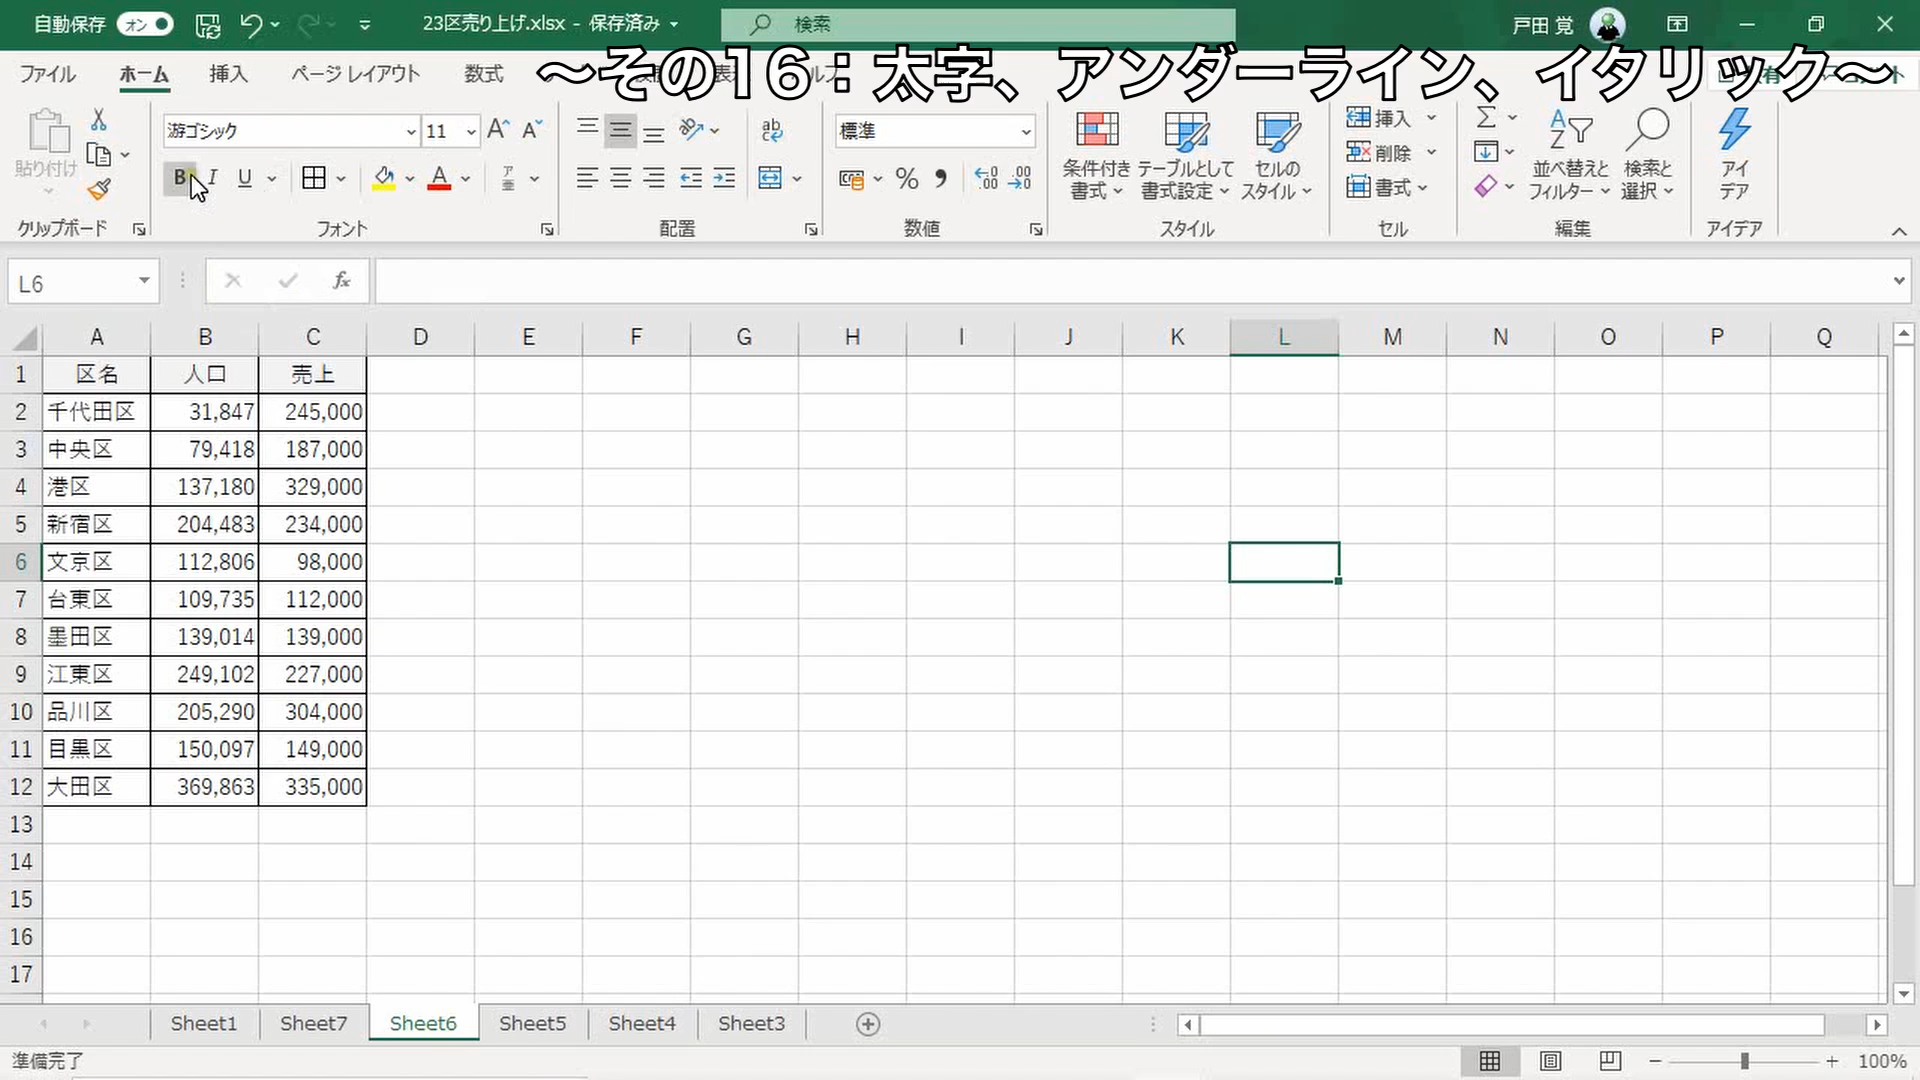 自動保存 オン 23区売り上げ.xlsx - 保存済み 検索 戸田 覚
～その16：太字、アンダーライン、イタリック～
ファイル ホーム 挿入 ページ レイアウト 数式
游ゴシック 11 標準
貼り付け
B I U
条件付き書式
テーブルとして書式設定
セルのスタイル
挿入
削除
書式
並べ替えとフィルター
検索と選択
アイデア
クリップボード フォント 配置 数値 スタイル セル 編集 アイデア
L6 fx
A B C D E F G H I J K L M N O P Q
1 区名 人口 売上
2 千代田区 31,847 245,000
3 中央区 79,418 187,000
4 港区 137,180 329,000
5 新宿区 204,483 234,000
6 文京区 112,806 98,000
7 台東区 109,735 112,000
8 墨田区 139,014 139,000
9 江東区 249,102 227,000
10 品川区 205,290 304,000
11 目黒区 150,097 149,000
12 大田区 369,863 335,000
13
14
15
16
17
Sheet1 Sheet7 Sheet6 Sheet5 Sheet4 Sheet3
準備完了 100%